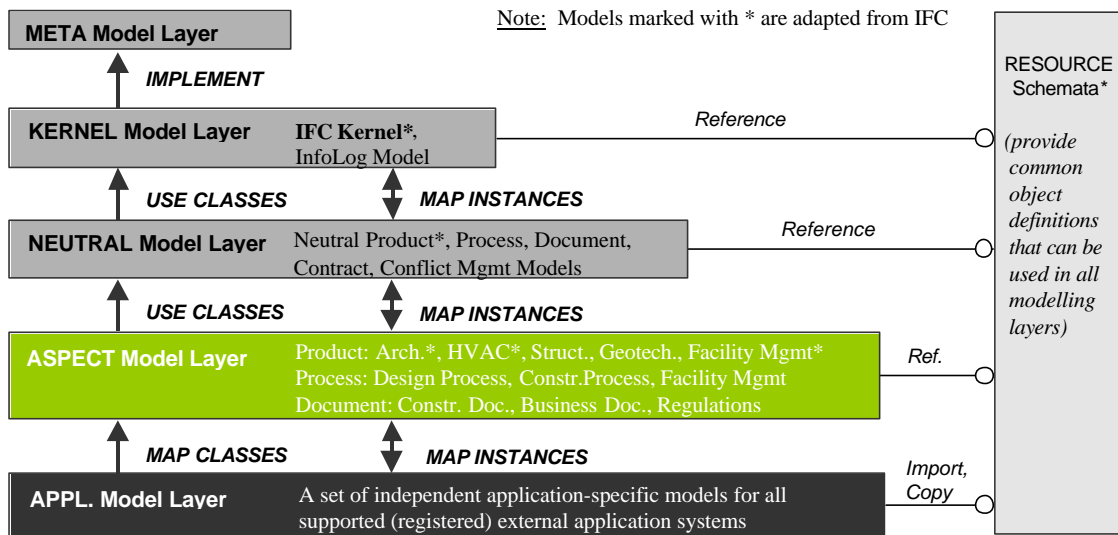 Note: Models marked with * are adapted from IFC
META Model Layer
IMPLEMENT
KERNEL Model Layer
IFC Kernel*,
InfoLog Model
Reference
USE CLASSES
MAP INSTANCES
NEUTRAL Model Layer
Neutral Product*, Process, Document,
Contract, Conflict Mgmt Models
Reference
USE CLASSES
MAP INSTANCES
ASPECT Model Layer
Product: Arch.*, HVAC*, Struct., Geotech., Facility Mgmt*
Process: Design Process, Constr.Process, Facility Mgmt
Document: Constr. Doc., Business Doc., Regulations
Ref.
MAP CLASSES
MAP INSTANCES
APPL. Model Layer
A set of independent application-specific models for all
supported (registered) external application systems
Import,
Copy
RESOURCE
Schemata*
(provide
common
object
definitions
that can be
used in all
modelling
layers)